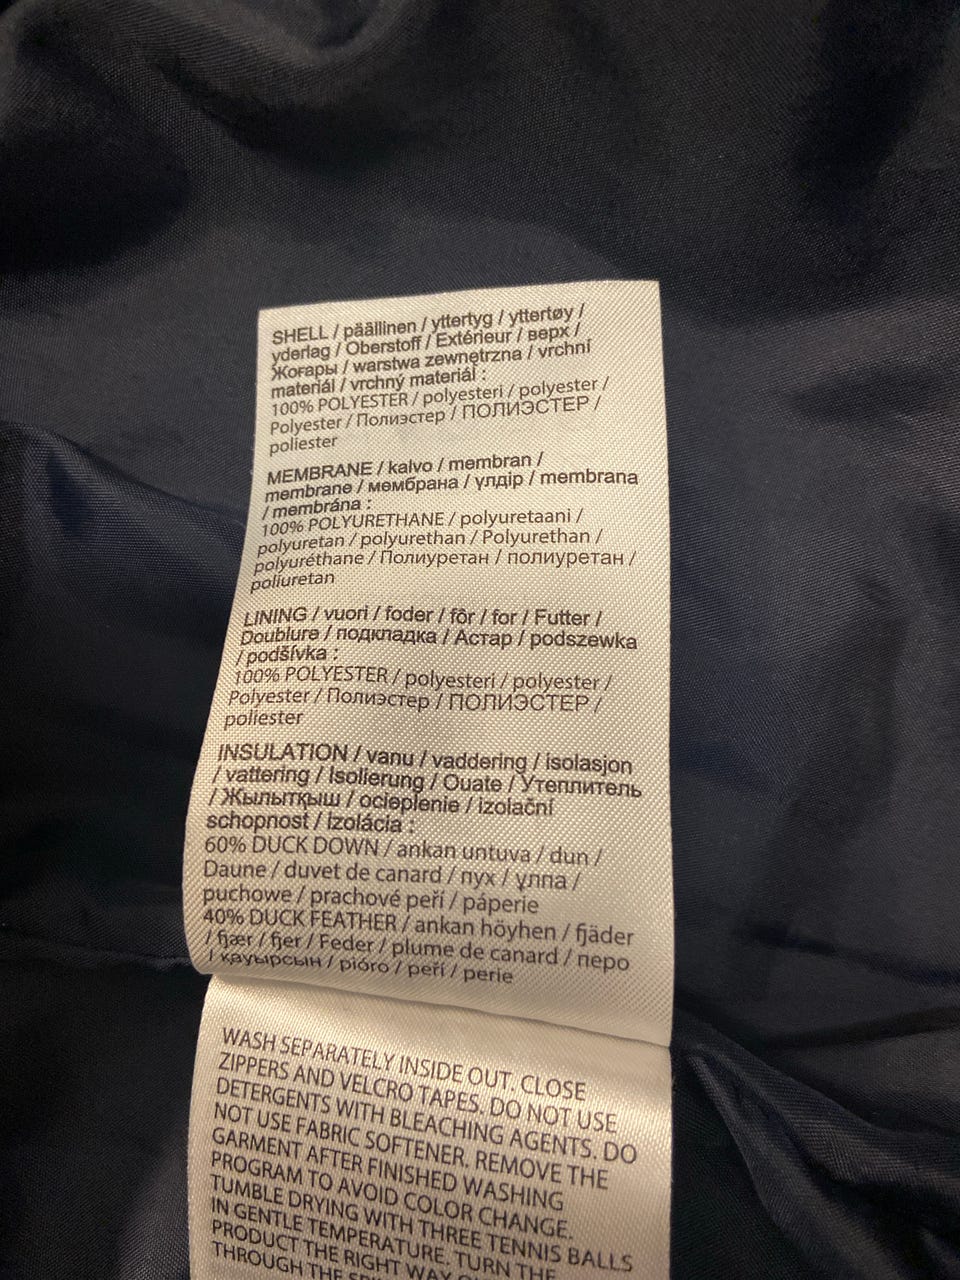 SHELL / päällinen / yttertyg / yttertøy /
yderlag / Oberstoff / Extérieur / верх /
Жоғары / warstwa zewnętrzna / vrchní
materiál / vrchný materiál :
100% POLYESTER / polyesteri / polyester /
Polyester / Полиэстер / ПОЛИЭСТЕР /
poliester
MEMBRANE / kalvo / membran /
membrane / мембрана / үлдір / membrana
/ membrána :
100% POLYURETHANE / polyuretaani /
polyuretan / polyurethan / Polyurethan /
polyuréthane / Полиуретан / полиуретан /
poliuretan
LINING / vuori / foder / fôr / for / Futter /
Doublure / подкладка / Астар / podszewka
/ podšívka :
100% POLYESTER / polyesteri / polyester /
Polyester / Полиэстер / ПОЛИЭСТЕР /
poliester
INSULATION / vanu / vaddering / isolasjon
/ vattering / Isolierung / Ouate / Утеплитель
/ Жылытқыш / ocieplenie / izolační
schopnost / izolácia :
60% DUCK DOWN / ankan untuva / dun /
Daune / duvet de canard / пух / ұлпа /
puchowe / prachové peří / páperie
40% DUCK FEATHER / ankan höyhen / fjäder
/ fjær / fjer / Feder / plume de canard / перо
/ қауырсын / pióro / peří / perie
WASH SEPARATELY INSIDE OUT. CLOSE
ZIPPERS AND VELCRO TAPES. DO NOT USE
DETERGENTS WITH BLEACHING AGENTS. DO
NOT USE FABRIC SOFTENER. REMOVE THE
GARMENT AFTER FINISHED WASHING
PROGRAM TO AVOID COLOR CHANGE.
TUMBLE DRYING WITH THREE TENNIS BALLS
IN GENTLE TEMPERATURE. TURN THE
PRODUCT THE RIGHT WAY
THROUGH THE